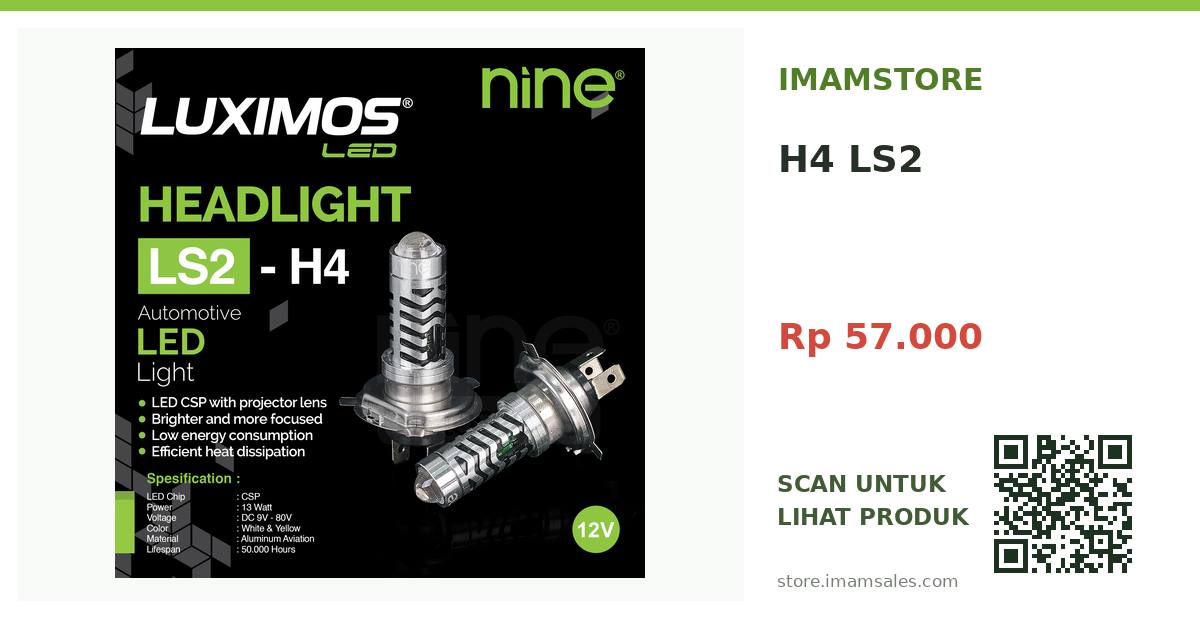 LUXIMOS®
LED
nine®
HEADLIGHT
LS2 - H4
Automotive
LED
Light
LED CSP with projector lens
Brighter and more focused
Low energy consumption
Efficient heat dissipation
Spesification :
LED Chip : CSP
Power : 13 Watt
Voltage : DC 9V - 80V
Color : White & Yellow
Material : Aluminum Aviation
Lifespan : 50.000 Hours
nine®
12V
IMAMSTORE
H4 LS2
Rp 57.000
SCAN UNTUK
LIHAT PRODUK
store.imamsales.com